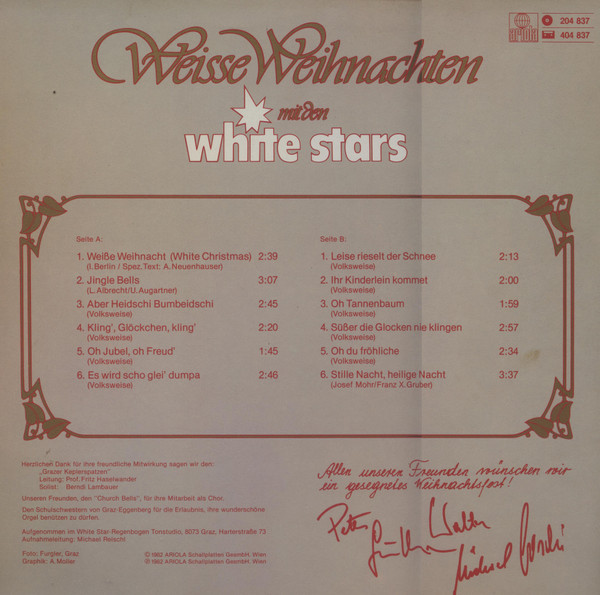 Weisse Weihnachten
mit den
white stars
ARIOLA
204 837
404 837
Seite A:
1. Weiße Weihnacht (White Christmas) 2:39
(I. Berlin / Spez. Text: A. Neuenhauser)
2. Jingle Bells 3:07
(L. Albrecht/U. Augartner)
3. Aber Heidschi Bumbeidschi 2:45
(Volksweise)
4. Kling', Glöckchen, kling' 2:20
(Volksweise)
5. Oh Jubel, oh Freud' 1:45
(Volksweise)
6. Es wird scho glei' dumpa 2:46
(Volksweise)
Seite B:
1. Leise rieselt der Schnee 2:13
(Volksweise)
2. Ihr Kinderlein kommet 2:00
(Volksweise)
3. Oh Tannenbaum 1:59
(Volksweise)
4. Süßer die Glocken nie klingen 2:57
(Volksweise)
5. Oh du fröhliche 2:34
(Volksweise)
6. Stille Nacht, heilige Nacht 3:37
(Josef Mohr/Franz X. Gruber)
Herzlichen Dank für ihre freundliche Mitwirkung sagen wir den:
„Grazer Keplerspatzen"
Leitung: Prof. Fritz Haselwander
Solist: Berndl Lambauer
Unseren Freunden, den "Church Bells", für ihre Mitarbeit als Chor.
Den Schulschwestern von Graz-Eggenberg für die Erlaubnis, ihre wunderschöne
Orgel benützen zu dürfen.
Aufgenommen im White Star-Regenbogen Tonstudio, 8073 Graz, Harterstraße 73
Aufnahmeleitung: Michael Reischl
Foto: Furgler, Graz
Graphik: A. Moller
© 1982 ARIOLA Schallplatten GesmbH. Wien
℗ 1982 ARIOLA Schallplatten GesmbH. Wien
Allen unseren Freunden wünschen wir
ein gesegnetes Weihnachtsfest!
Peter
Walter
Michael